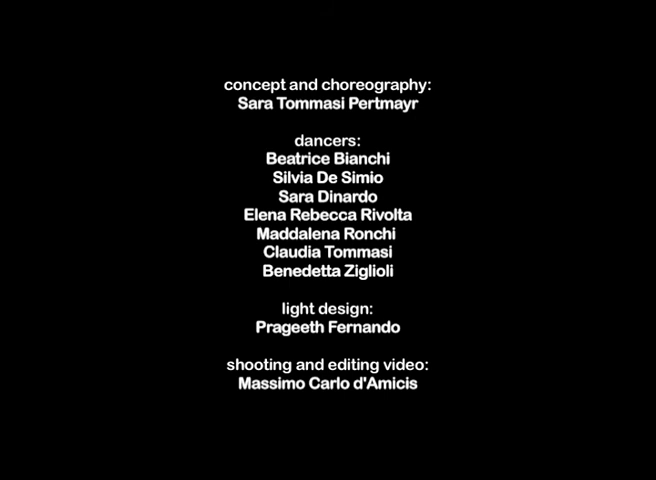 concept and choreography:
Sara Tommasi Pertmayr
dancers:
Beatrice Bianchi
Silvia De Simio
Sara Dinardo
Elena Rebecca Rivolta
Maddalena Ronchi
Claudia Tommasi
Benedetta Ziglioli
light design:
Prageeth Fernando
shooting and editing video:
Massimo Carlo d'Amicis